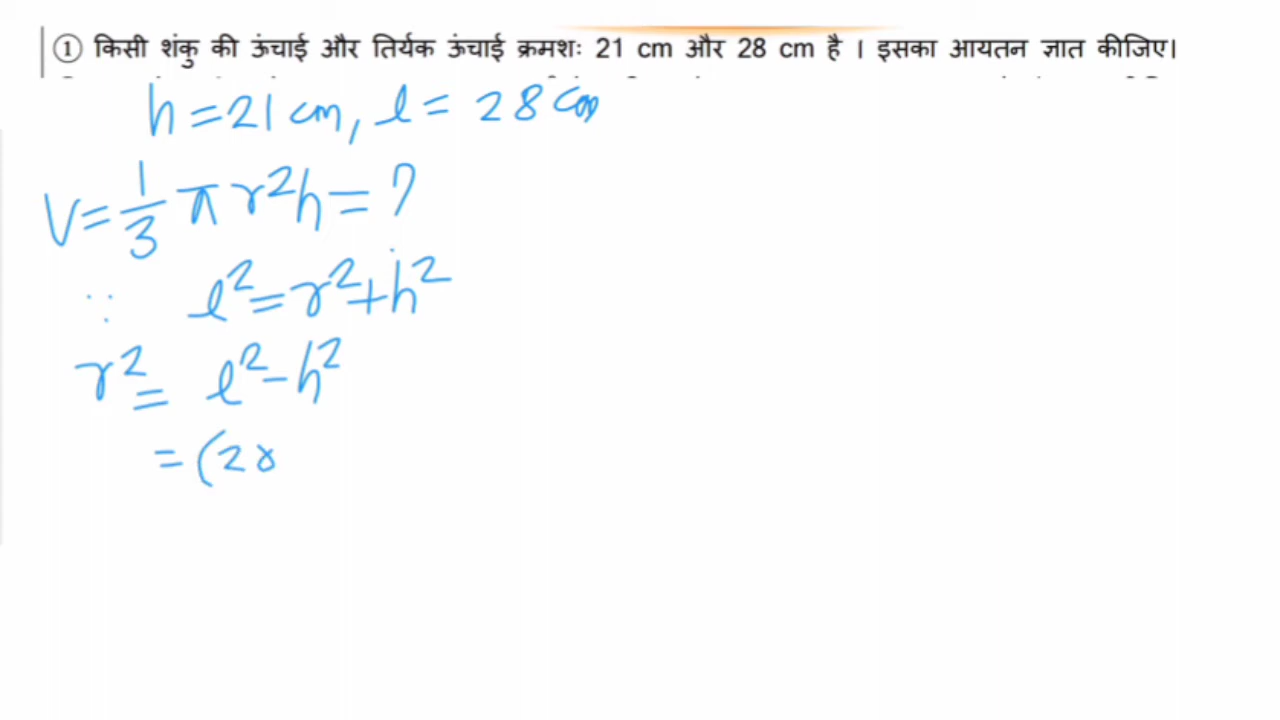 ① किसी शंकु की ऊंचाई और तिर्यक ऊंचाई क्रमशः 21 cm और 28 cm है । इसका आयतन ज्ञात कीजिए।
h = 21 cm, l = 28 cm
V = 1/3 π r²h = ?
∵ l² = r² + h²
r² = l² - h²
= (28